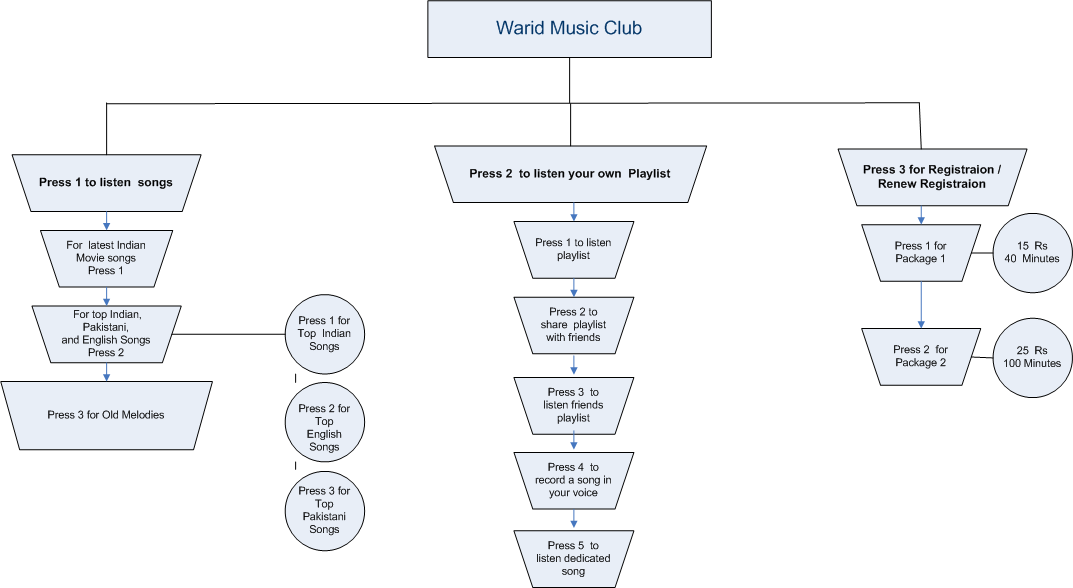 Warid Music Club
Press 1 to listen songs
For latest Indian
Movie songs
Press 1
For top Indian,
Pakistani,
and English Songs
Press 2
Press 3 for Old Melodies
Press 1 for
Top Indian
Songs
Press 2 for
Top
English
Songs
Press 3 for
Top
Pakistani
Songs
Press 2 to listen your own Playlist
Press 1 to listen
playlist
Press 2 to
share playlist
with friends
Press 3 to
listen friends
playlist
Press 4 to
record a song in
your voice
Press 5 to
listen dedicated
song
Press 3 for Registraion /
Renew Registraion
Press 1 for
Package 1
15 Rs
40 Minutes
Press 2 for
Package 2
25 Rs
100 Minutes